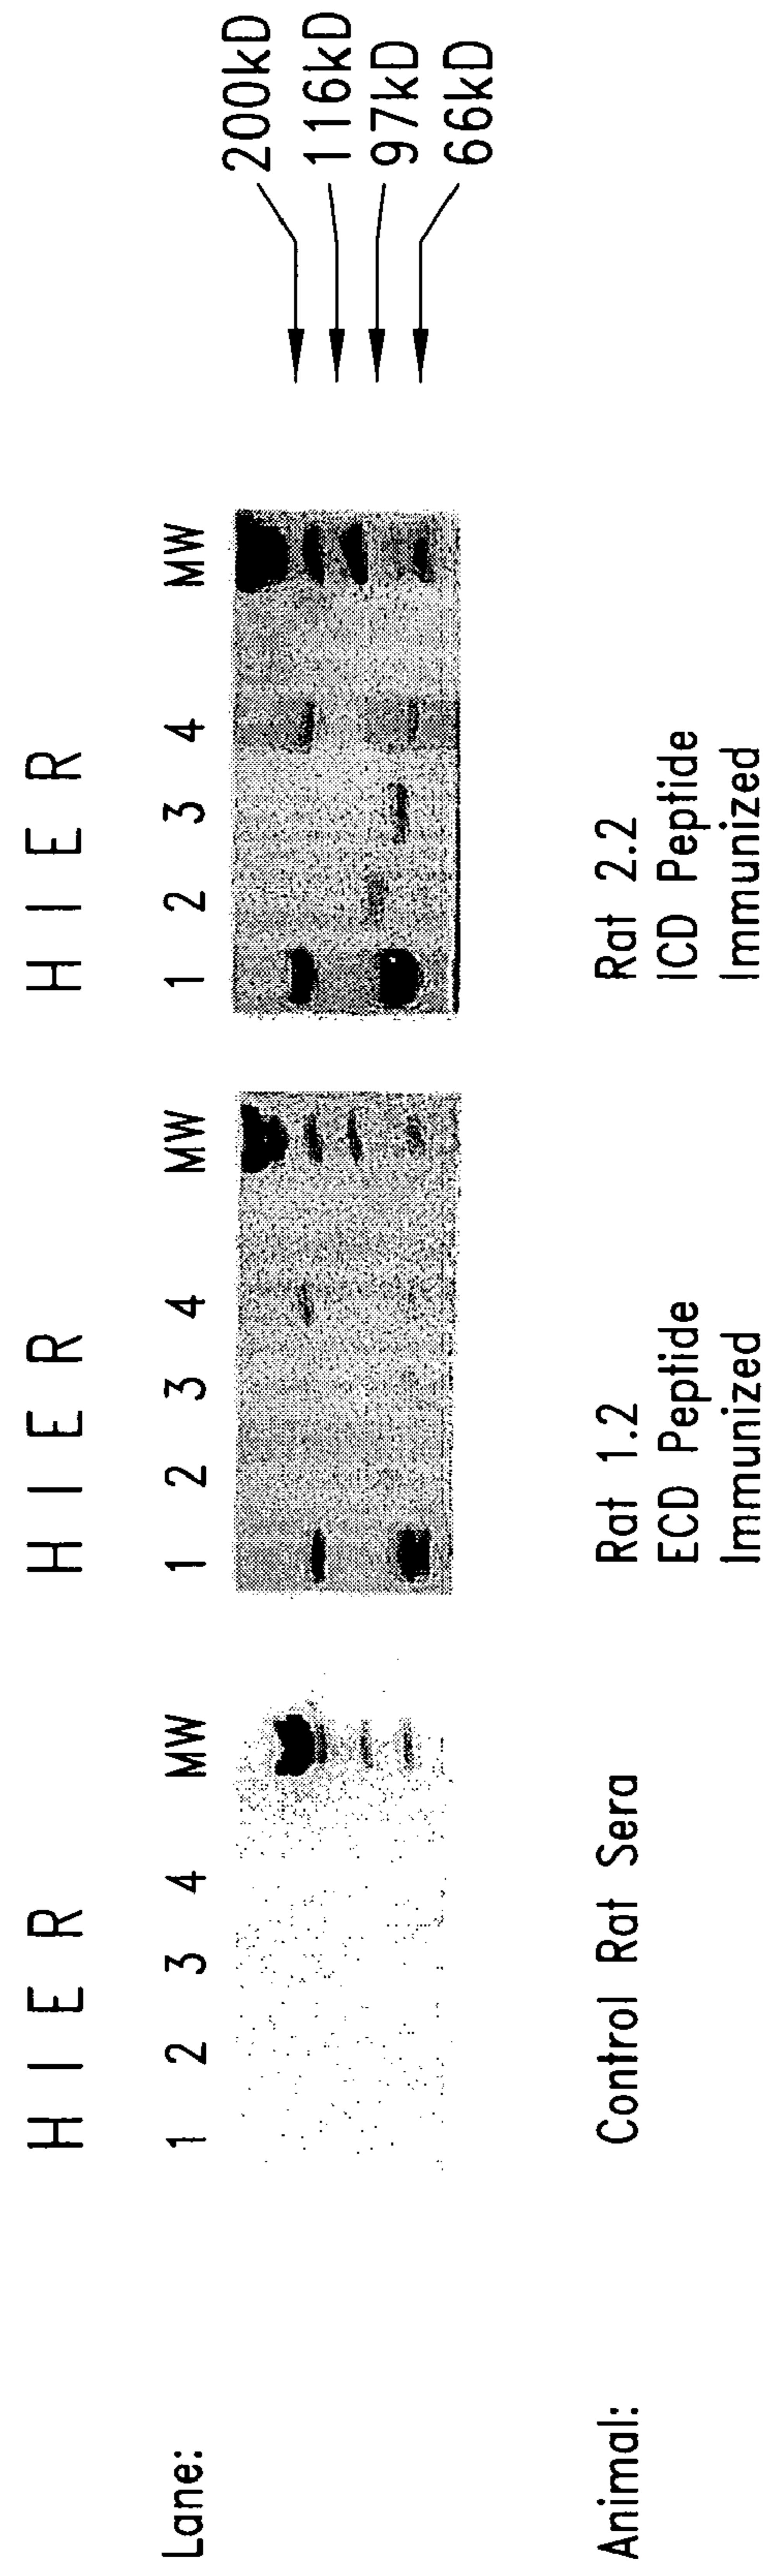 H I E R
H I E R
H I E R
Lane:
1 2 3 4 MW
1 2 3 4 MW
1 2 3 4 MW
200kD
116kD
97kD
66kD
Animal:
Control Rat Sera
Rat 1.2
ECD Peptide
Immunized
Rat 2.2
ICD Peptide
Immunized